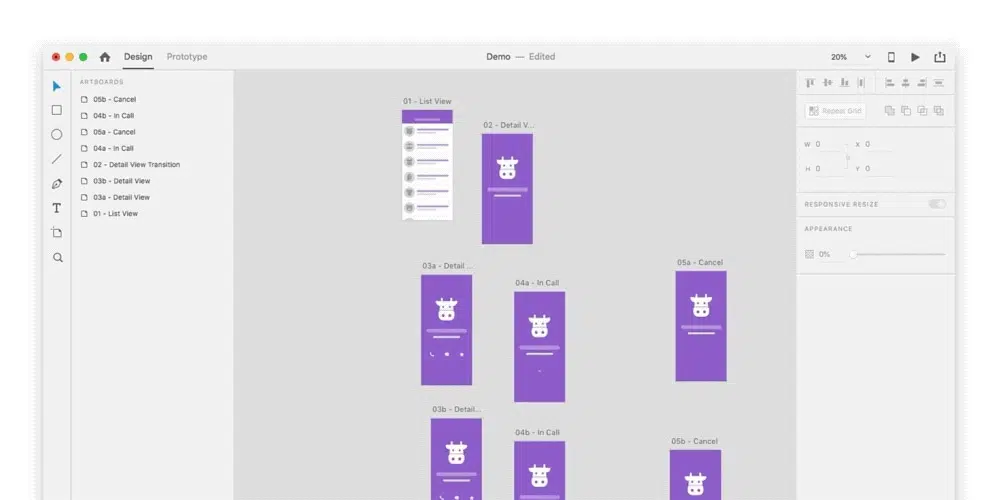 Design
Prototype
Demo — Edited
20%
ARTBOARDS
05b - Cancel
04b - In Call
05a - Cancel
04a - In Call
02 - Detail View Transition
03b - Detail View
03a - Detail View
01 - List View
01 - List View
02 - Detail V...
03a - Detail ...
04a - In Call
05a - Cancel
03b - Detail...
04b - In Call
05b - Cancel
Repeat Grid
W 0 X 0
H 0 Y 0
RESPONSIVE RESIZE
APPEARANCE
0%